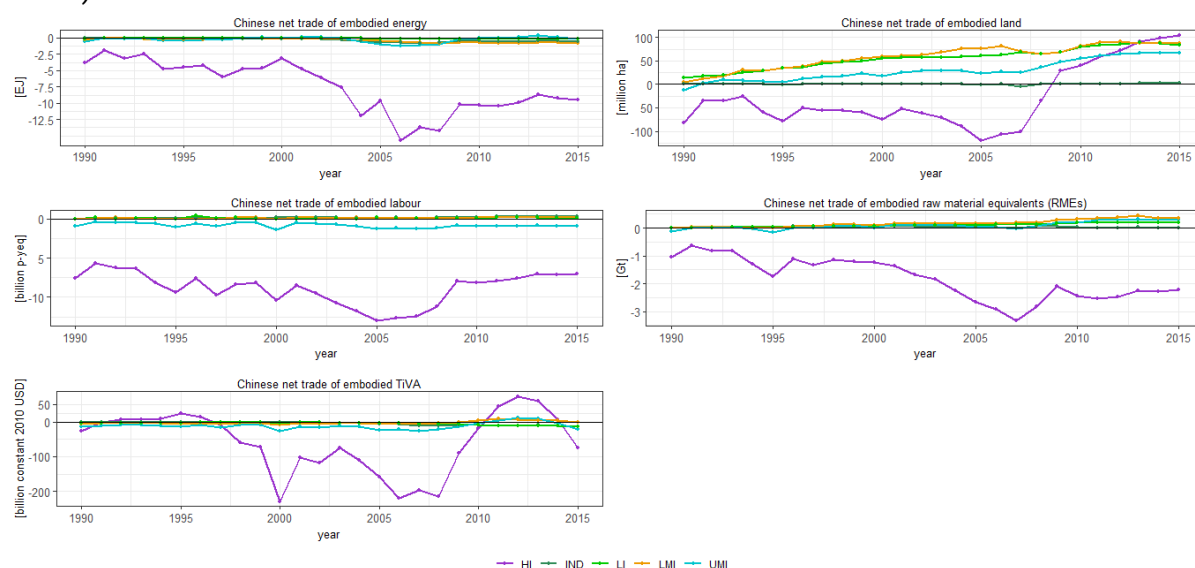 Chinese net trade of embodied energy
[EJ]
0
-2.5
-5
-7.5
-10
-12.5
1990 1995 2000 2005 2010 2015
year
Chinese net trade of embodied land
[million ha]
100
50
0
50
-100
1990 1995 2000 2005 2010 2015
year
Chinese net trade of embodied labour
[billion p-yeq]
0
5
-10
1990 1995 2000 2005 2010 2015
year
Chinese net trade of embodied raw material equivalents (RMEs)
[Gt]
0
-1
-2
-3
1990 1995 2000 2005 2010 2015
year
Chinese net trade of embodied TiVA
[billion constant 2010 USD]
50
0
-100
-200
1990 1995 2000 2005 2010 2015
year
HI IND LI LMI UMI